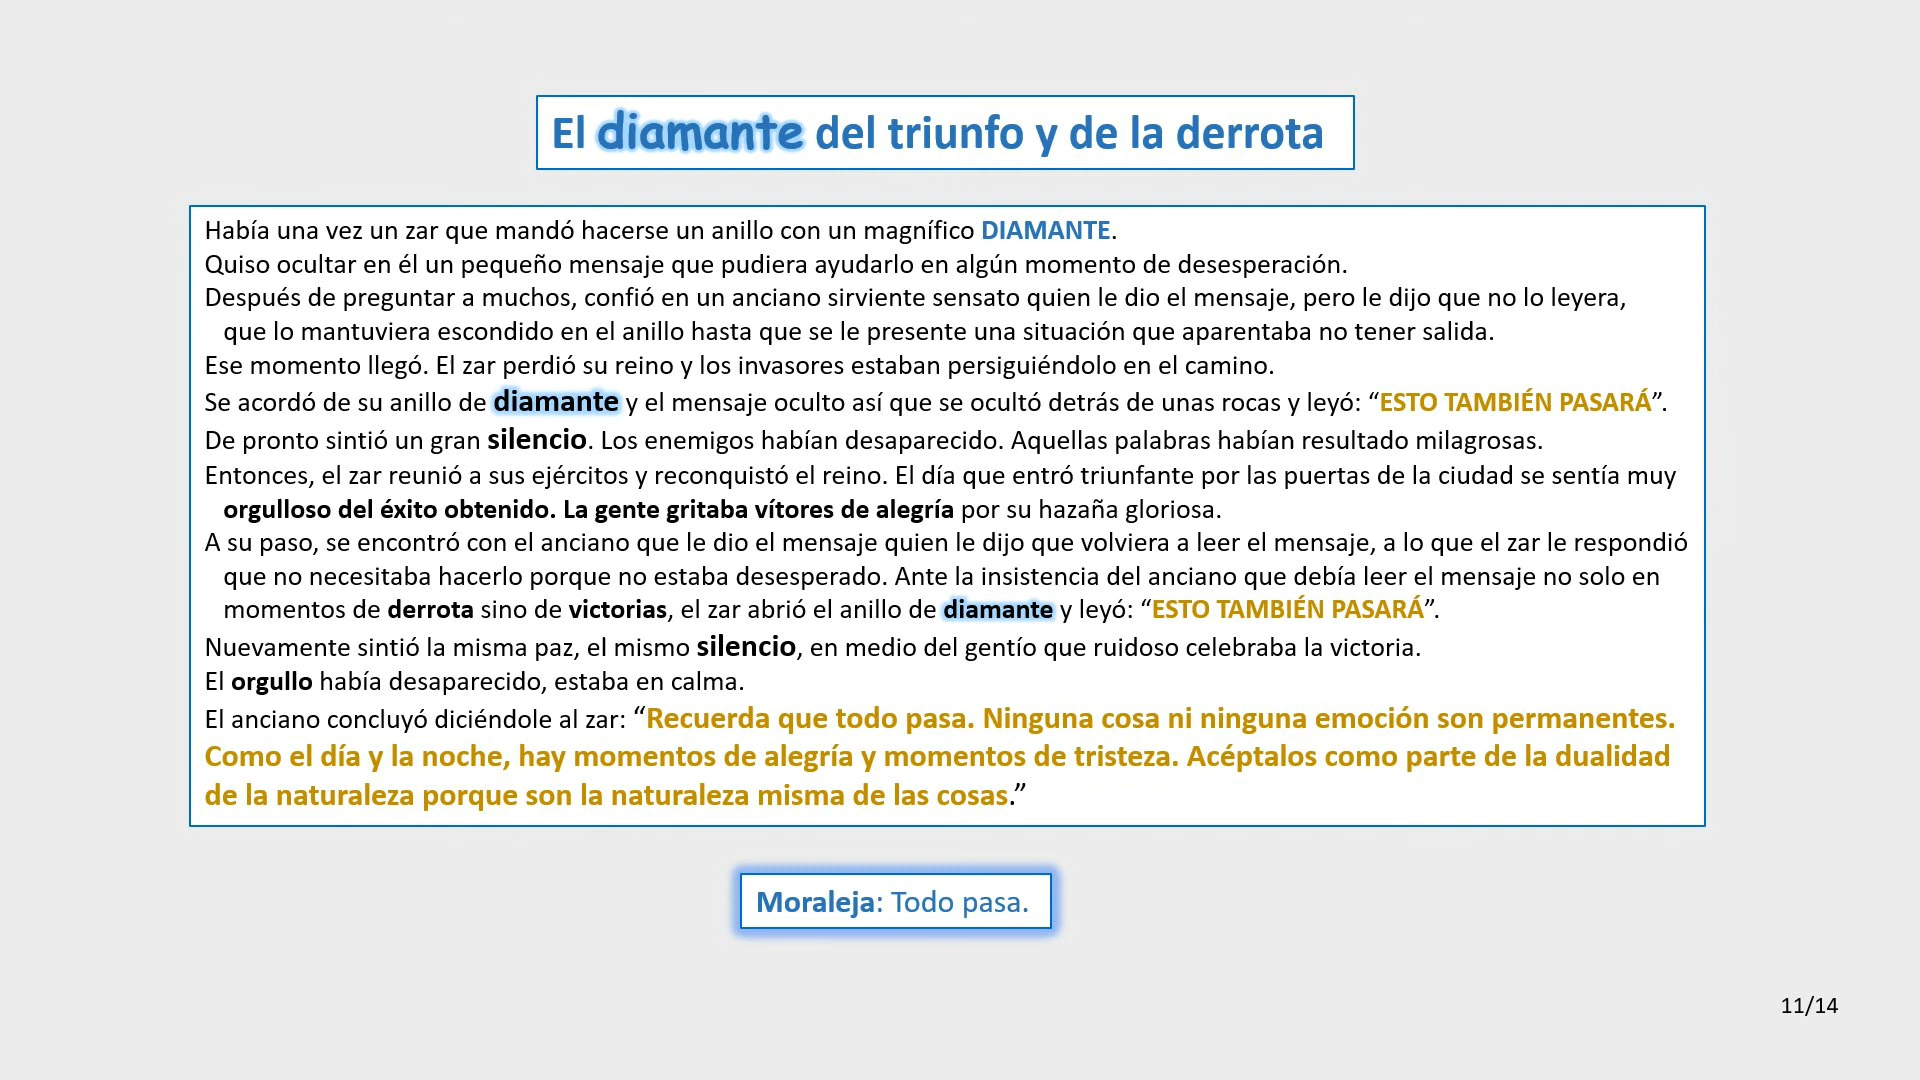 El diamante del triunfo y de la derrota
Había una vez un zar que mandó hacerse un anillo con un magnífico DIAMANTE.
Quiso ocultar en él un pequeño mensaje que pudiera ayudarlo en algún momento de desesperación.
Después de preguntar a muchos, confió en un anciano sirviente sensato quien le dio el mensaje, pero le dijo que no lo leyera,
que lo mantuviera escondido en el anillo hasta que se le presente una situación que aparentaba no tener salida.
Ese momento llegó. El zar perdió su reino y los invasores estaban persiguiéndolo en el camino.
Se acordó de su anillo de diamante y el mensaje oculto así que se ocultó detrás de unas rocas y leyó: “ESTO TAMBIÉN PASARÁ”.
De pronto sintió un gran silencio. Los enemigos habían desaparecido. Aquellas palabras habían resultado milagrosas.
Entonces, el zar reunió a sus ejércitos y reconquistó el reino. El día que entró triunfante por las puertas de la ciudad se sentía muy
orgulloso del éxito obtenido. La gente gritaba vítores de alegría por su hazaña gloriosa.
A su paso, se encontró con el anciano que le dio el mensaje quien le dijo que volviera a leer el mensaje, a lo que el zar le respondió
que no necesitaba hacerlo porque no estaba desesperado. Ante la insistencia del anciano que debía leer el mensaje no solo en
momentos de derrota sino de victorias, el zar abrió el anillo de diamante y leyó: “ESTO TAMBIÉN PASARÁ”.
Nuevamente sintió la misma paz, el mismo silencio, en medio del gentío que ruidoso celebraba la victoria.
El orgullo había desaparecido, estaba en calma.
El anciano concluyó diciéndole al zar: “Recuerda que todo pasa. Ninguna cosa ni ninguna emoción son permanentes.
Como el día y la noche, hay momentos de alegría y momentos de tristeza. Acéptalos como parte de la dualidad
de la naturaleza porque son la naturaleza misma de las cosas.”
Moraleja: Todo pasa.
11/14